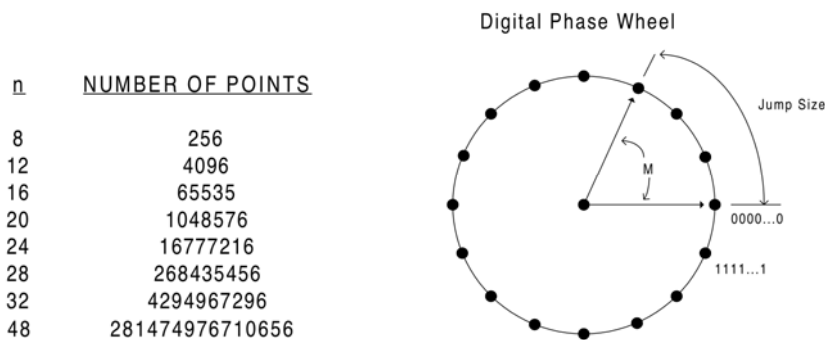 Digital Phase Wheel
n NUMBER OF POINTS
8 256
12 4096
16 65535
20 1048576
24 16777216
28 268435456
32 4294967296
48 281474976710656
Jump Size
M
0000...0
1111...1